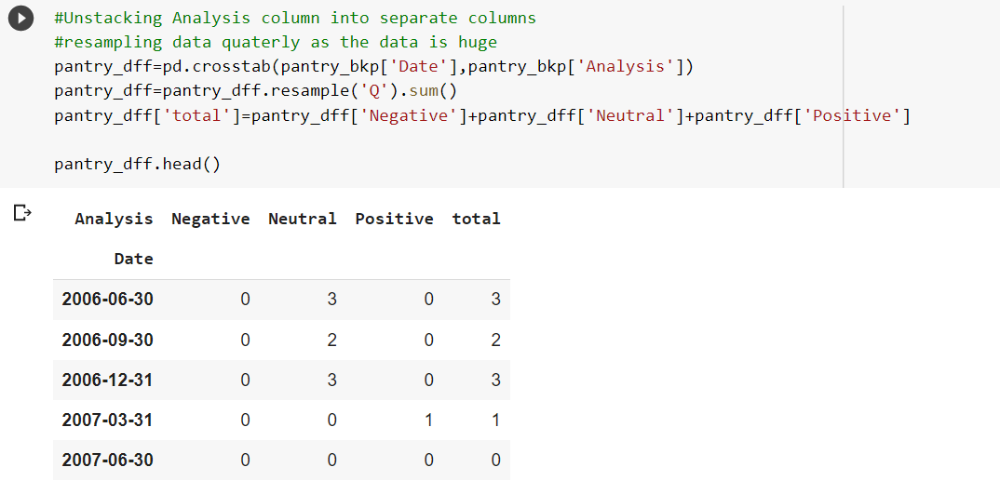 #Unstacking Analysis column into separate columns
#resampling data quaterly as the data is huge
pantry_dff=pd.crosstab(pantry_bkp['Date'],pantry_bkp['Analysis'])
pantry_dff=pantry_dff.resample('Q').sum()
pantry_dff['total']=pantry_dff['Negative']+pantry_dff['Neutral']+pantry_dff['Positive']
pantry_dff.head()
Analysis Negative Neutral Positive total
Date
2006-06-30 0 3 0 3
2006-09-30 0 2 0 2
2006-12-31 0 3 0 3
2007-03-31 0 0 1 1
2007-06-30 0 0 0 0